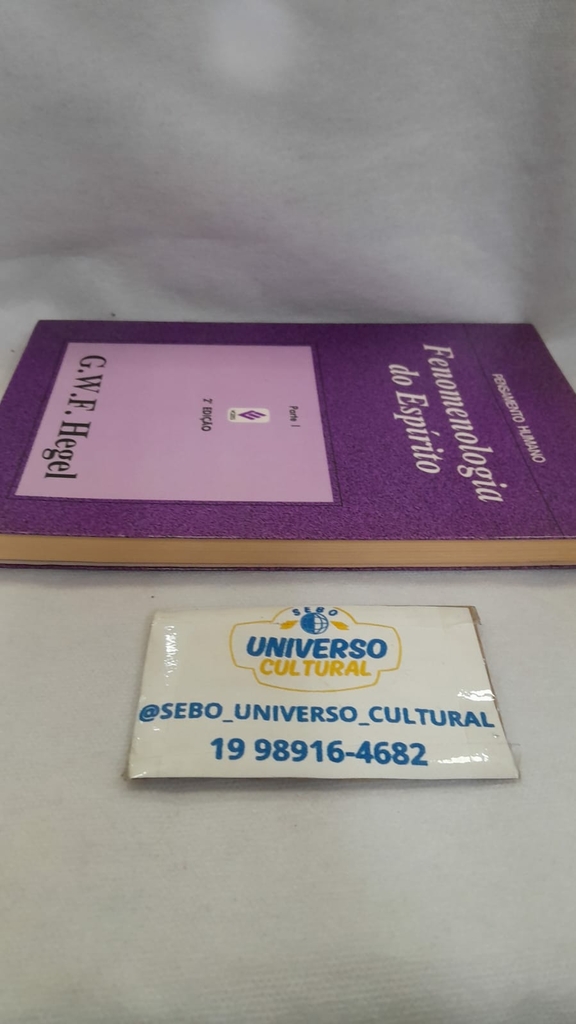 PENSAMENTO HUMANO
Fenomenologia
do Espírito
Parte I
2ª EDIÇÃO
G.W.F. Hegel
SEBO
UNIVERSO
CULTURAL
@SEBO_UNIVERSO_CULTURAL
19 98916-4682